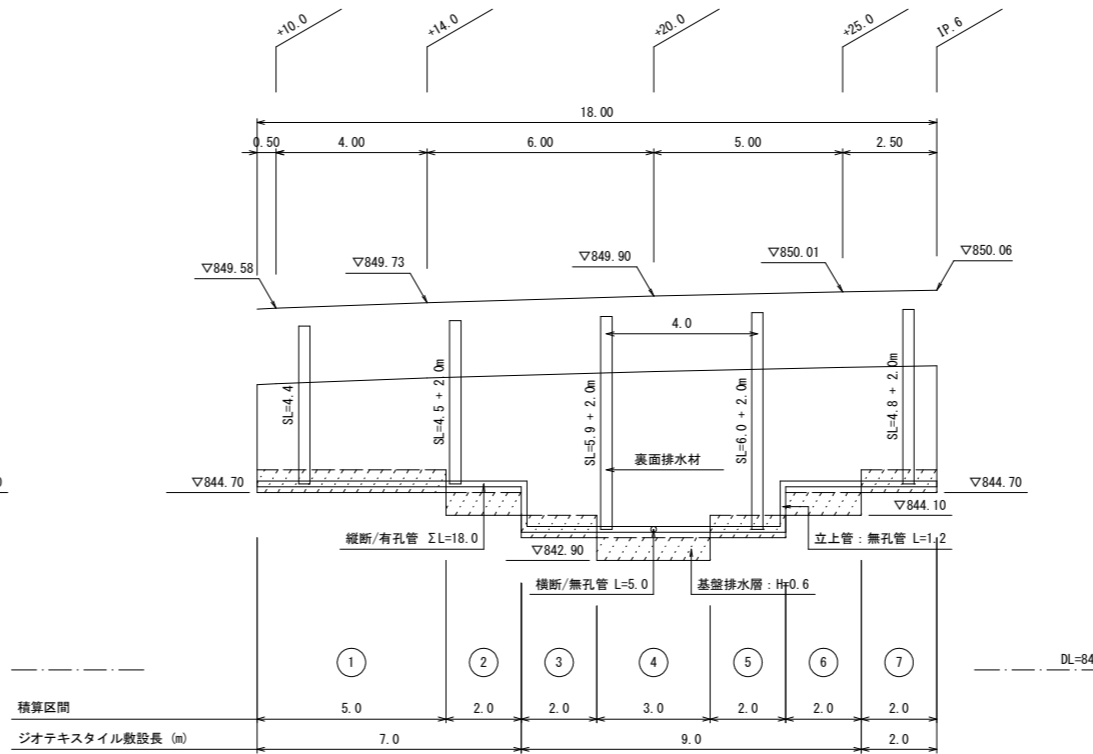 +10.0
+14.0
+20.0
+25.0
IP.6
18.00
0.50
4.00
6.00
5.00
2.50
▽849.58
▽849.73
▽849.90
▽850.01
▽850.06
4.0
SL=4.4
SL=4.5 + 2.0m
SL=5.9 + 2.0m
SL=6.0 + 2.0m
SL=4.8 + 2.0m
裏面排水材
▽844.70
▽844.70
▽844.10
縦断/有孔管 ΣL=18.0
▽842.90
立上管：無孔管 L=1.2
横断/無孔管 L=5.0
基盤排水層：H=0.6
① ② ③ ④ ⑤ ⑥ ⑦
DL=84
積算区間 5.0 2.0 2.0 3.0 2.0 2.0 2.0
ジオテキスタイル敷設長 (m) 7.0 9.0 2.0